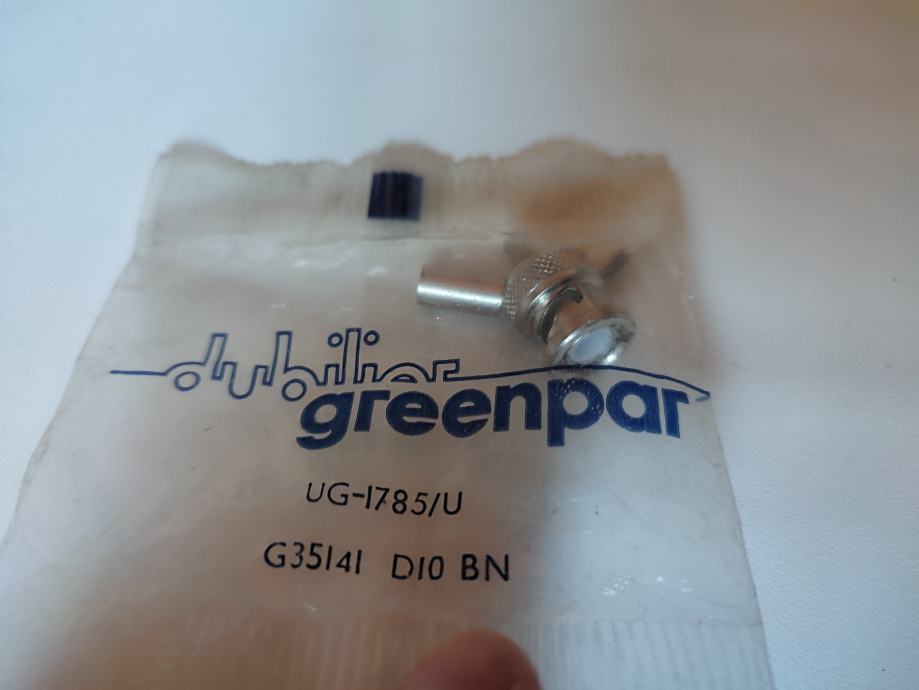 dubilier
greenpar
UG-1785/U
G35141 D10 BN